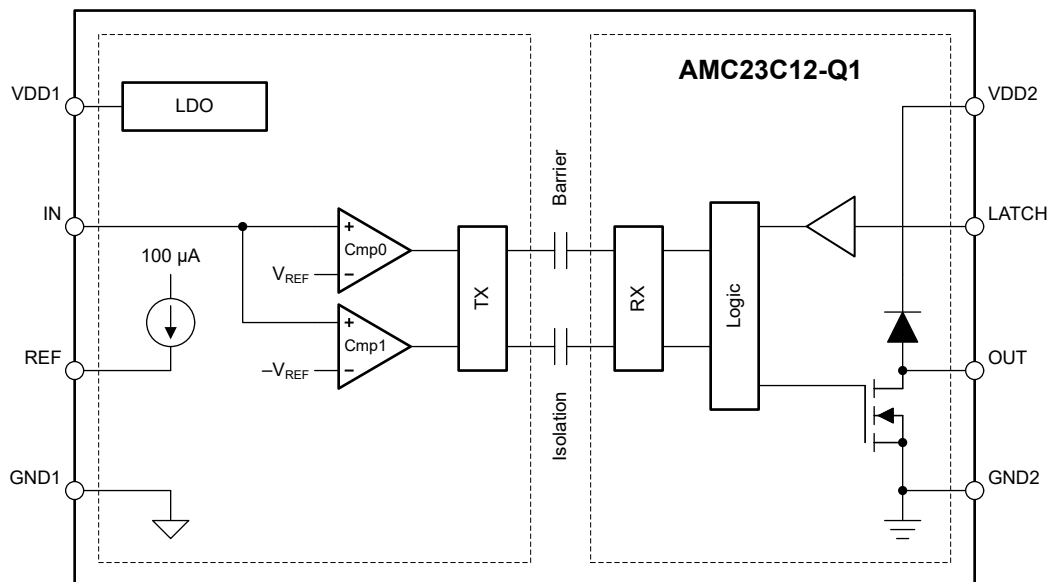 AMC23C12-Q1
VDD1
LDO
VDD2
IN
Barrier
LATCH
+
Cmp0
–
VREF
100 µA
TX
RX
Logic
+
Cmp1
–
–VREF
REF
OUT
Isolation
GND1
GND2